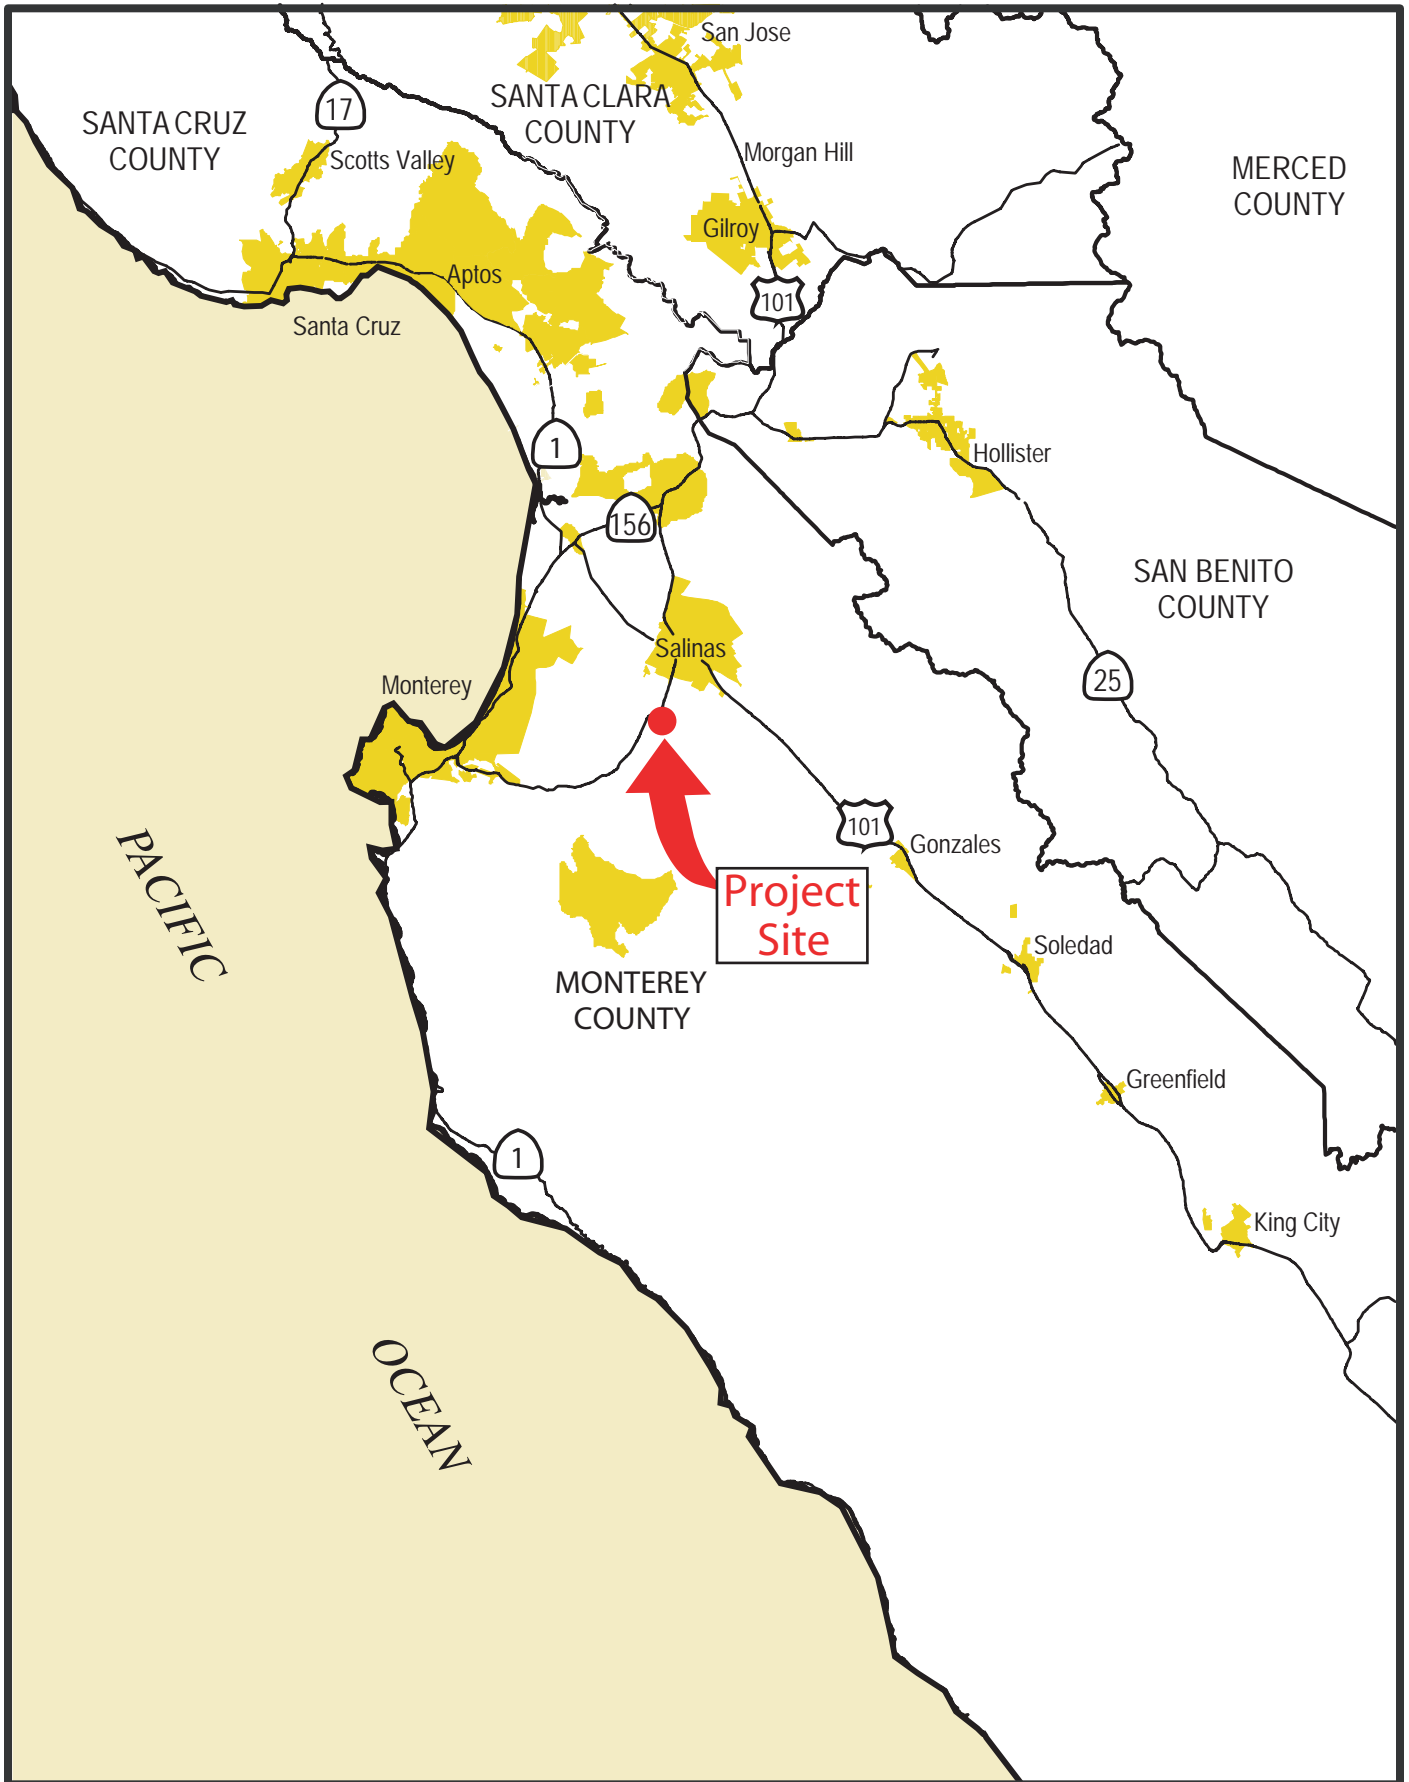 San Jose
SANTA CLARA
COUNTY
17
SANTA CRUZ
COUNTY
Scotts Valley
Morgan Hill
MERCED
COUNTY
Gilroy
Aptos
101
Santa Cruz
1
Hollister
156
SAN BENITO
COUNTY
Salinas
25
Monterey
101
Gonzales
PACIFIC
Project
Site
Soledad
MONTEREY
COUNTY
Greenfield
1
King City
OCEAN